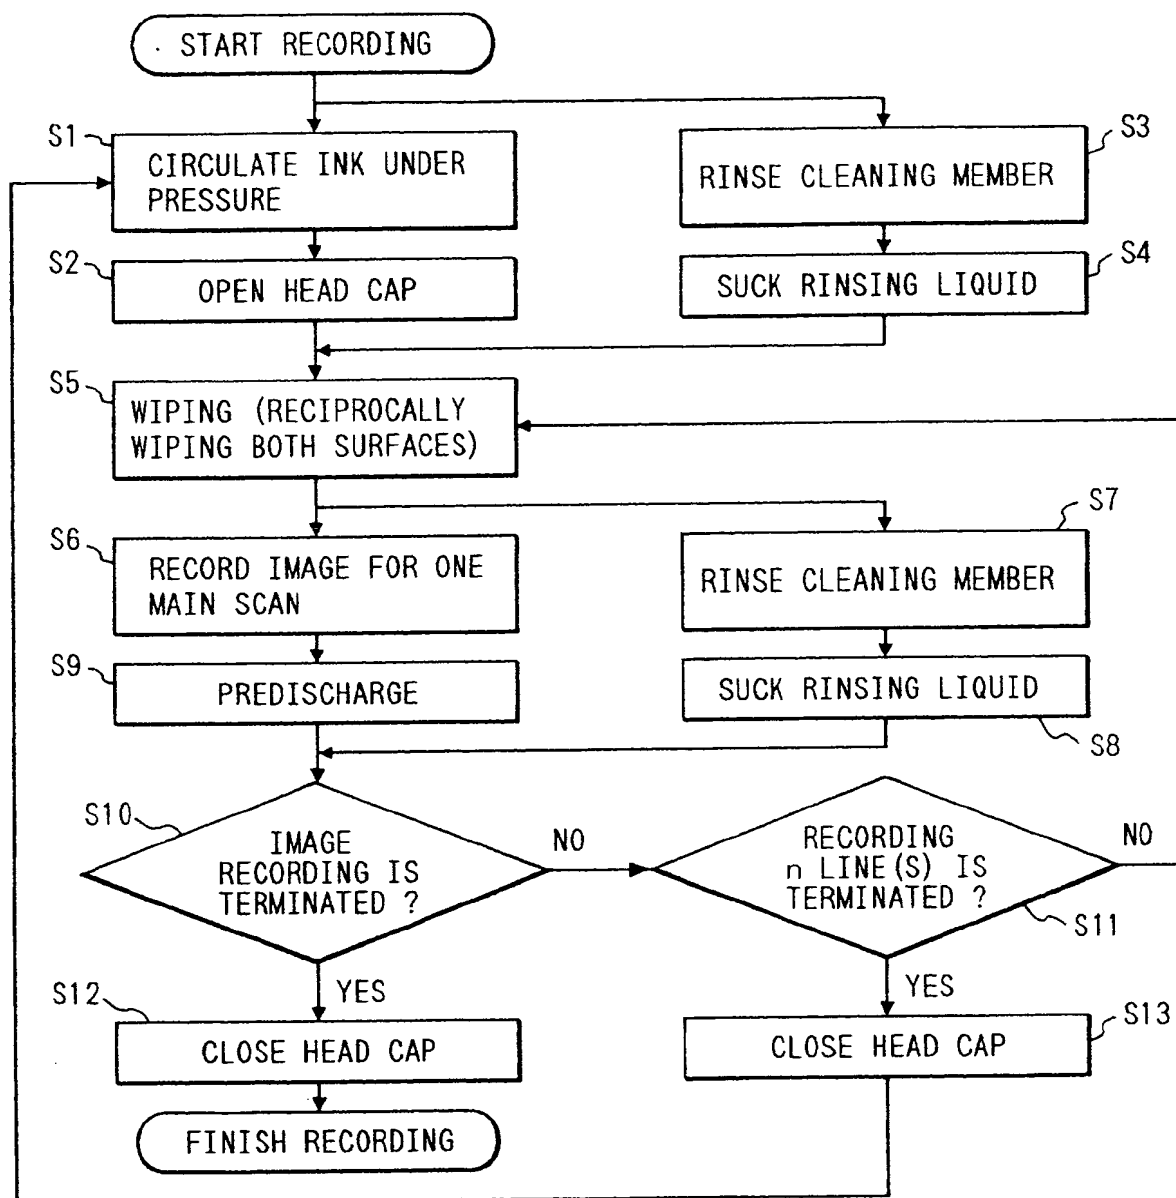 START RECORDING
S1
CIRCULATE INK UNDER
PRESSURE
S3
RINSE CLEANING MEMBER
S2
OPEN HEAD CAP
S4
SUCK RINSING LIQUID
S5
WIPING (RECIPROCALLY
WIPING BOTH SURFACES)
S6
RECORD IMAGE FOR ONE
MAIN SCAN
S7
RINSE CLEANING MEMBER
S9
PREDISCHARGE
SUCK RINSING LIQUID
S8
S10
IMAGE
RECORDING IS
TERMINATED ?
NO
RECORDING
n LINE(S) IS
TERMINATED ?
NO
S11
YES
YES
S12
CLOSE HEAD CAP
S13
CLOSE HEAD CAP
FINISH RECORDING